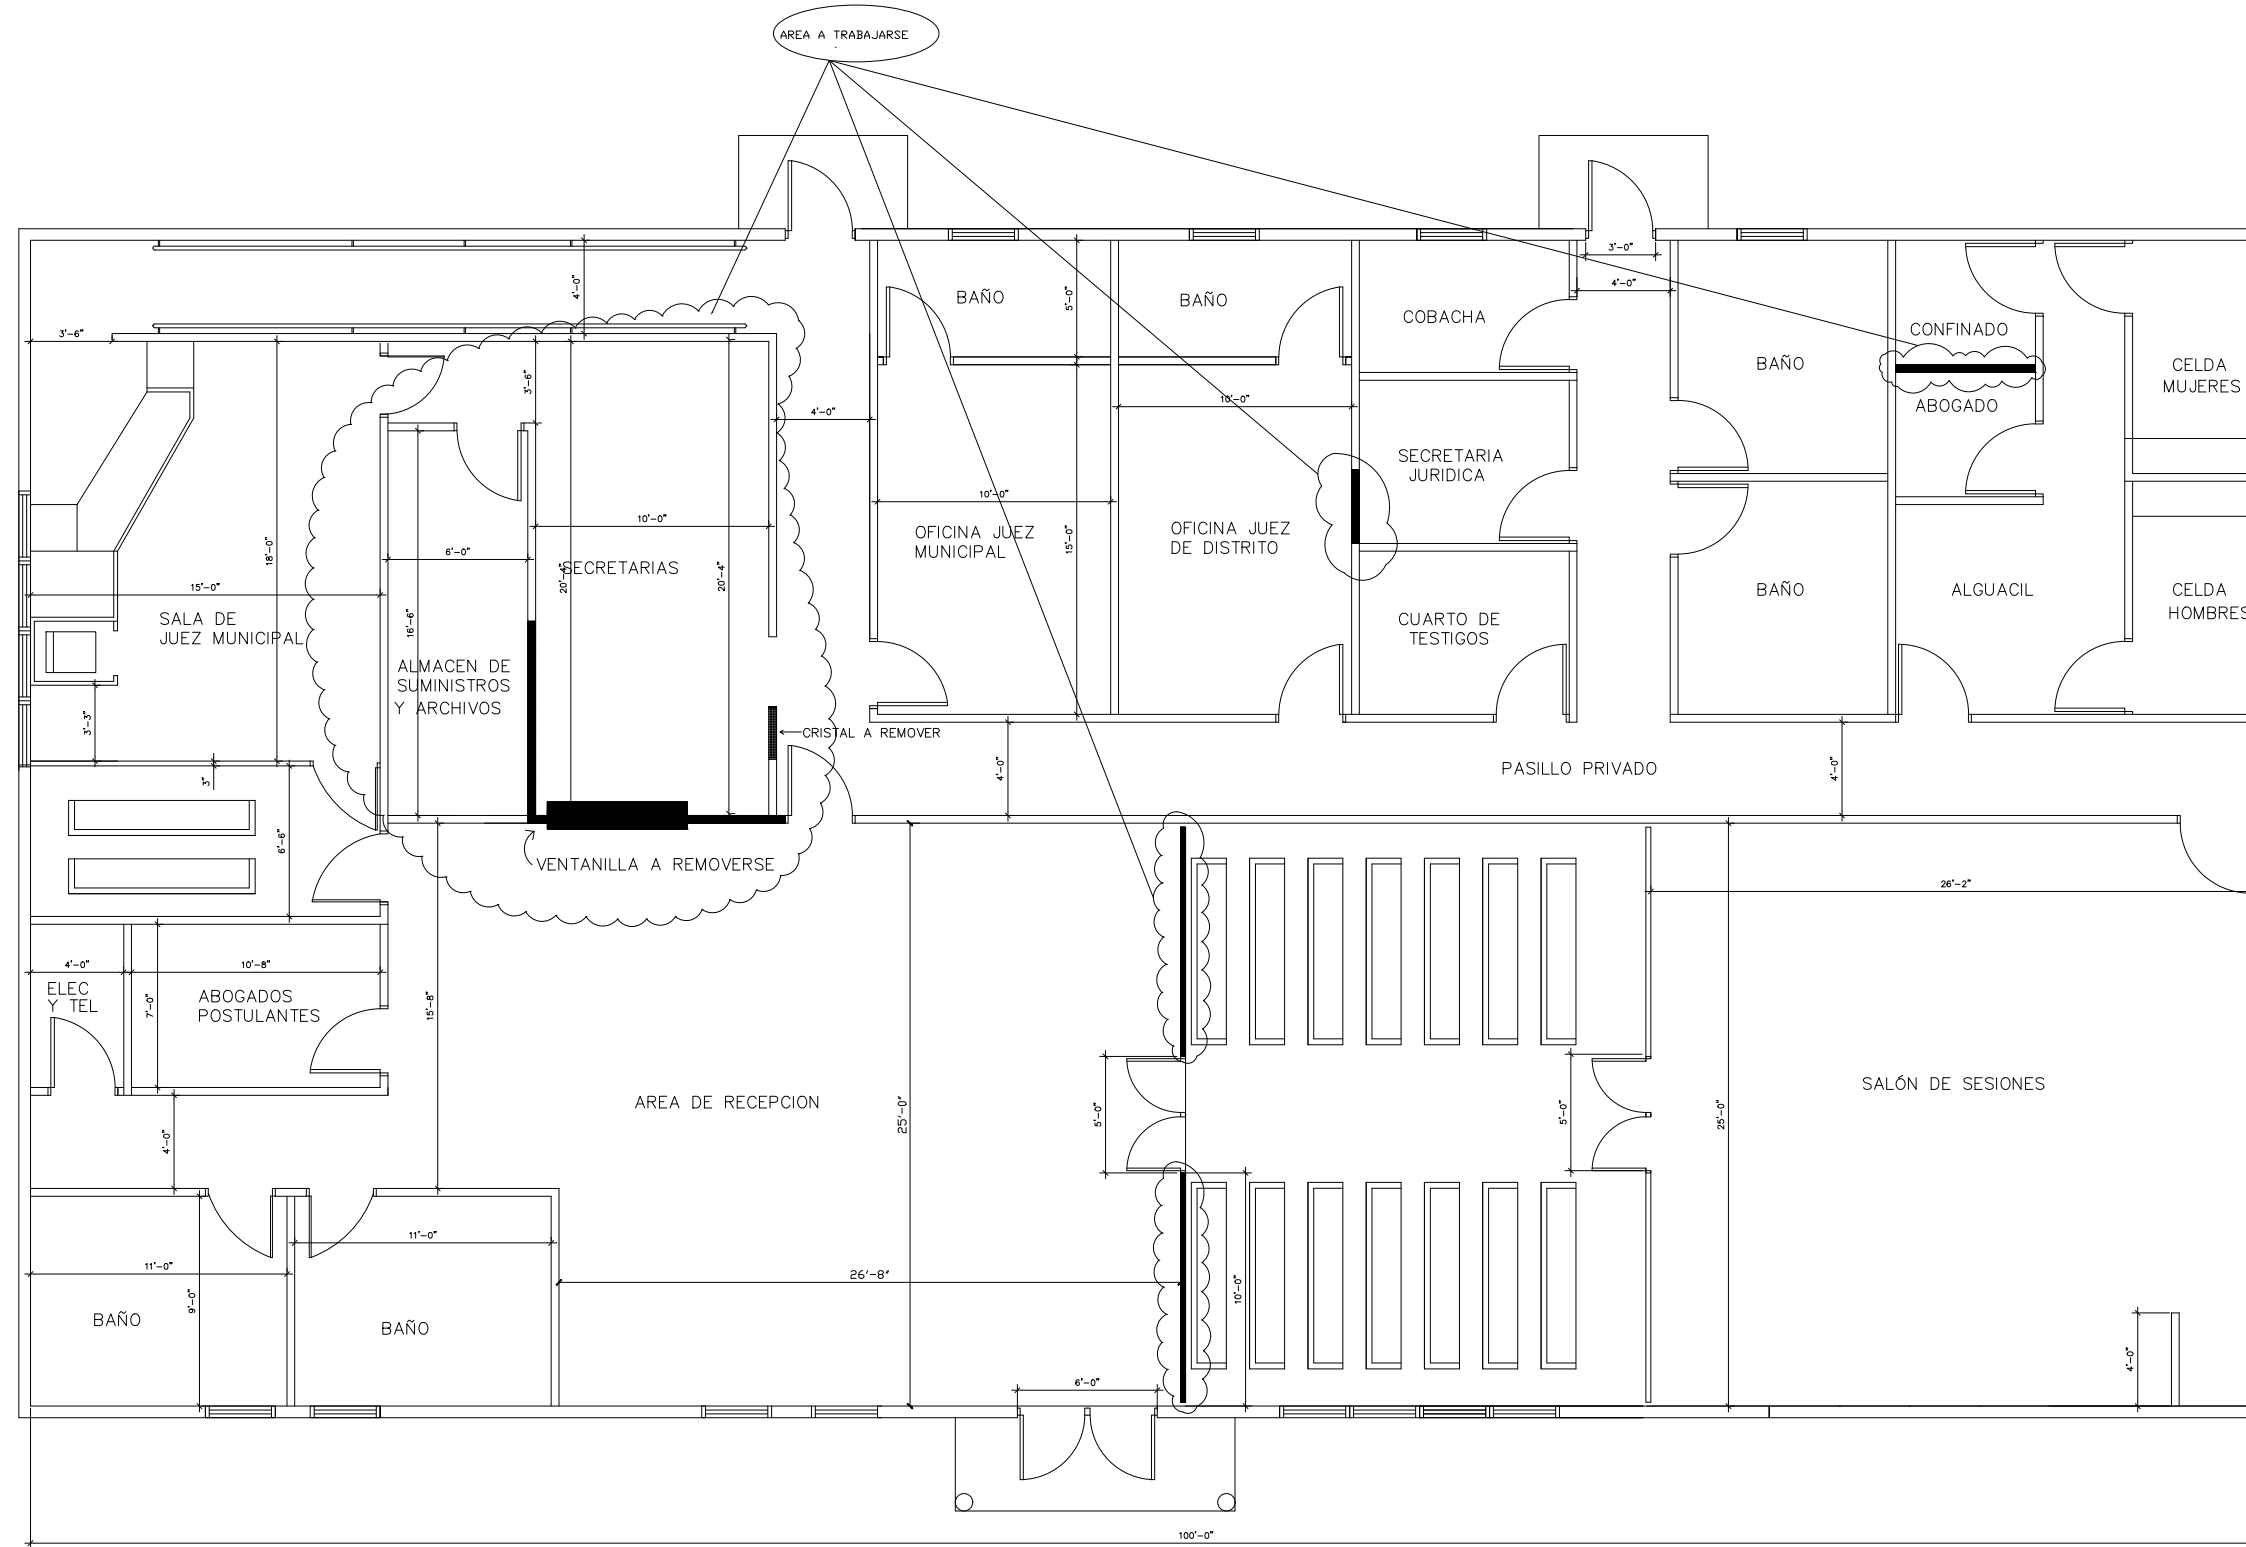 AREA A TRABAJARSE
3'-0"
4'-0"
4'-0"
3'-6"
BAÑO
5'-0"
BAÑO
COBACHA
CONFINADO
BAÑO
CELDA
MUJERES
ABOGADO
3'-6"
4'-0"
10'-0"
SECRETARIA
JURIDICA
10'-0"
10'-0"
OFICINA JUEZ
MUNICIPAL
15'-0"
OFICINA JUEZ
DE DISTRITO
18'-0"
6'-0"
SECRETARIAS
20'-4"
20'-4"
15'-0"
BAÑO
ALGUACIL
CELDA
HOMBRES
SALA DE
JUEZ MUNICIPAL
16'-6"
CUARTO DE
TESTIGOS
ALMACEN DE
SUMINISTROS
Y ARCHIVOS
3'-3"
CRISTAL A REMOVER
PASILLO PRIVADO
4'-0"
4'-0"
3"
6'-6"
VENTANILLA A REMOVERSE
26'-2"
4'-0"
10'-8"
ELEC
Y TEL
7'-0"
ABOGADOS
POSTULANTES
15'-8"
AREA DE RECEPCION
25'-0"
5'-0"
5'-0"
25'-0"
SALÓN DE SESIONES
4'-0"
11'-0"
11'-0"
26'-8"
9'-0"
10'-0"
BAÑO
BAÑO
4'-0"
6'-0"
100'-0"